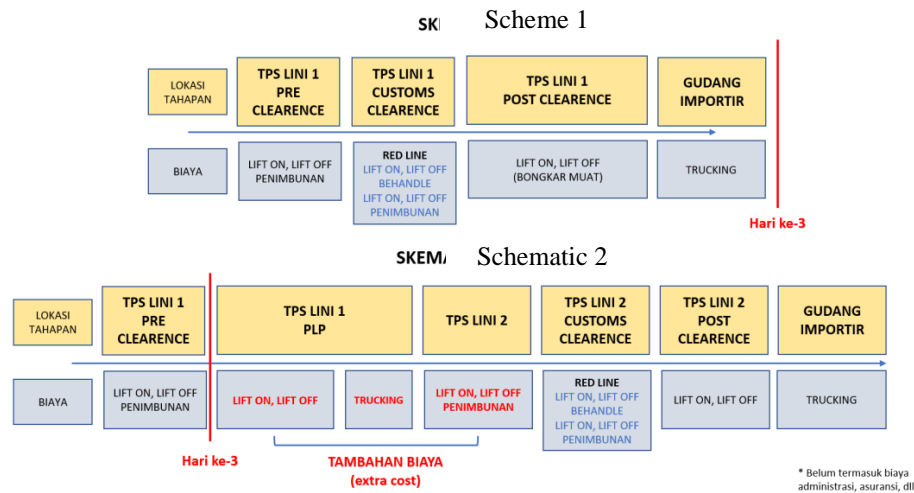 SK
Scheme 1
LOKASI
TAHAPAN
TPS LINI 1
PRE
CLEARENCE
TPS LINI 1
CUSTOMS
CLEARENCE
TPS LINI 1
POST CLEARENCE
GUDANG
IMPORTIR
BIAYA
LIFT ON, LIFT OFF
PENIMBUNAN
RED LINE
LIFT ON, LIFT OFF
BEHANDLE
LIFT ON, LIFT OFF
PENIMBUNAN
LIFT ON, LIFT OFF
(BONGKAR MUAT)
TRUCKING
Hari ke-3
SKEM
Schematic 2
LOKASI
TAHAPAN
TPS LINI 1
PRE
CLEARENCE
TPS LINI 1
PLP
TPS LINI 2
TPS LINI 2
CUSTOMS
CLEARENCE
TPS LINI 2
POST
CLEARENCE
GUDANG
IMPORTIR
BIAYA
LIFT ON, LIFT OFF
PENIMBUNAN
LIFT ON, LIFT OFF
TRUCKING
LIFT ON, LIFT OFF
PENIMBUNAN
RED LINE
LIFT ON, LIFT OFF
BEHANDLE
LIFT ON, LIFT OFF
PENIMBUNAN
LIFT ON, LIFT OFF
TRUCKING
Hari ke-3
TAMBAHAN BIAYA
(extra cost)
* Belum termasuk biaya
administrasi, asuransi, dll